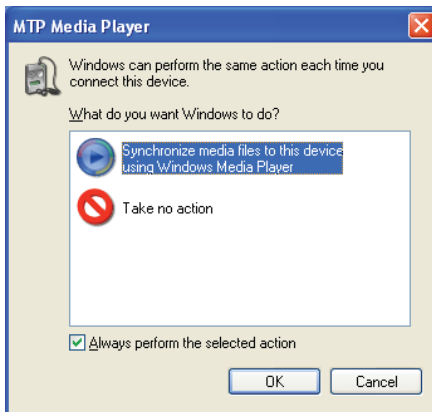 MTP Media Player
Windows can perform the same action each time you
connect this device.
What do you want Windows to do?
Synchronize media files to this device
using Windows Media Player
Take no action
Always perform the selected action
OK
Cancel